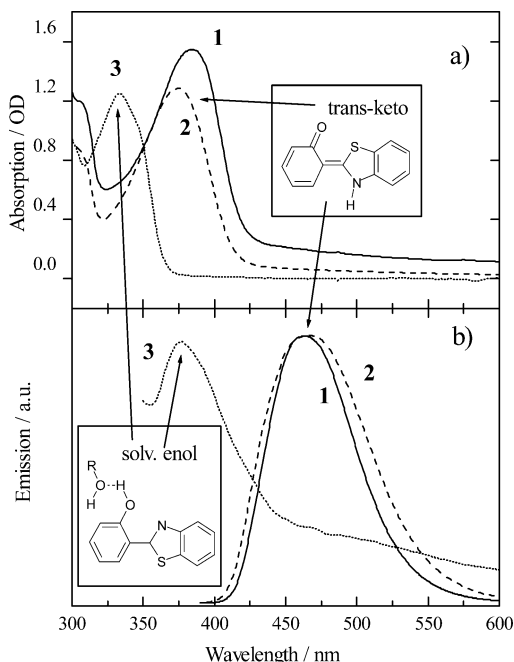 1.6
1.2
0.8
0.4
0.0
Absorption / OD
a)
1
3
2
trans-keto
O
S
N
H
b)
3
2
1
Emission / a.u.
solv. enol
R
O
H
H
O
N
S
300 350 400 450 500 550 600
Wavelength / nm